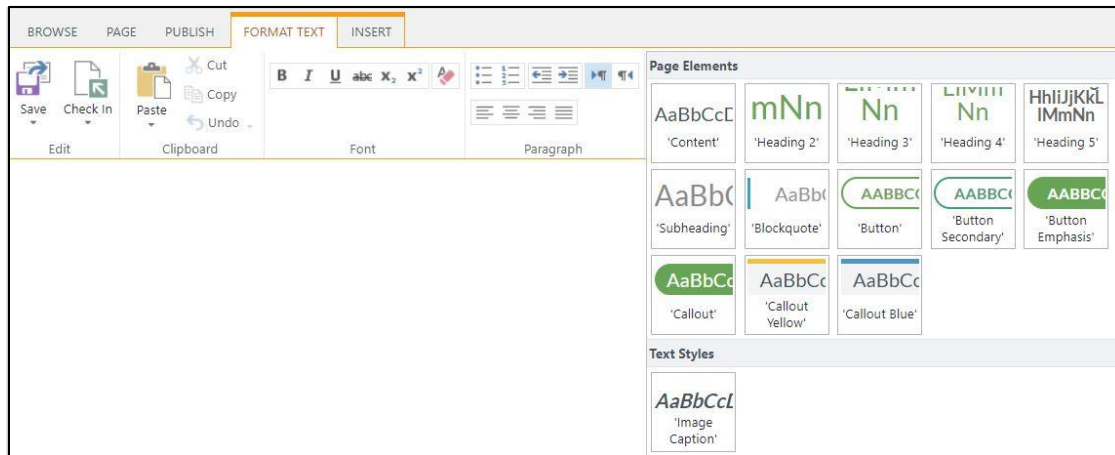 BROWSE PAGE PUBLISH FORMAT TEXT INSERT
Save
Check In
Edit
Paste
Cut
Copy
Undo
Clipboard
B I U abc X₂ X²
Font
Paragraph
Page Elements
AaBbCcD
'Content'
mNn
'Heading 2'
Nn
'Heading 3'
LlMmm
Nn
'Heading 4'
HhIiJjKkL
lMmNn
'Heading 5'
AaBb(
'Subheading'
AaBb(
'Blockquote'
AABBC(
'Button'
AABBC(
'Button
Secondary'
AABBC(
'Button
Emphasis'
AaBbCc
'Callout'
AaBbCc
'Callout
Yellow'
AaBbCc
'Callout Blue'
Text Styles
AaBbCcL
'Image
Caption'